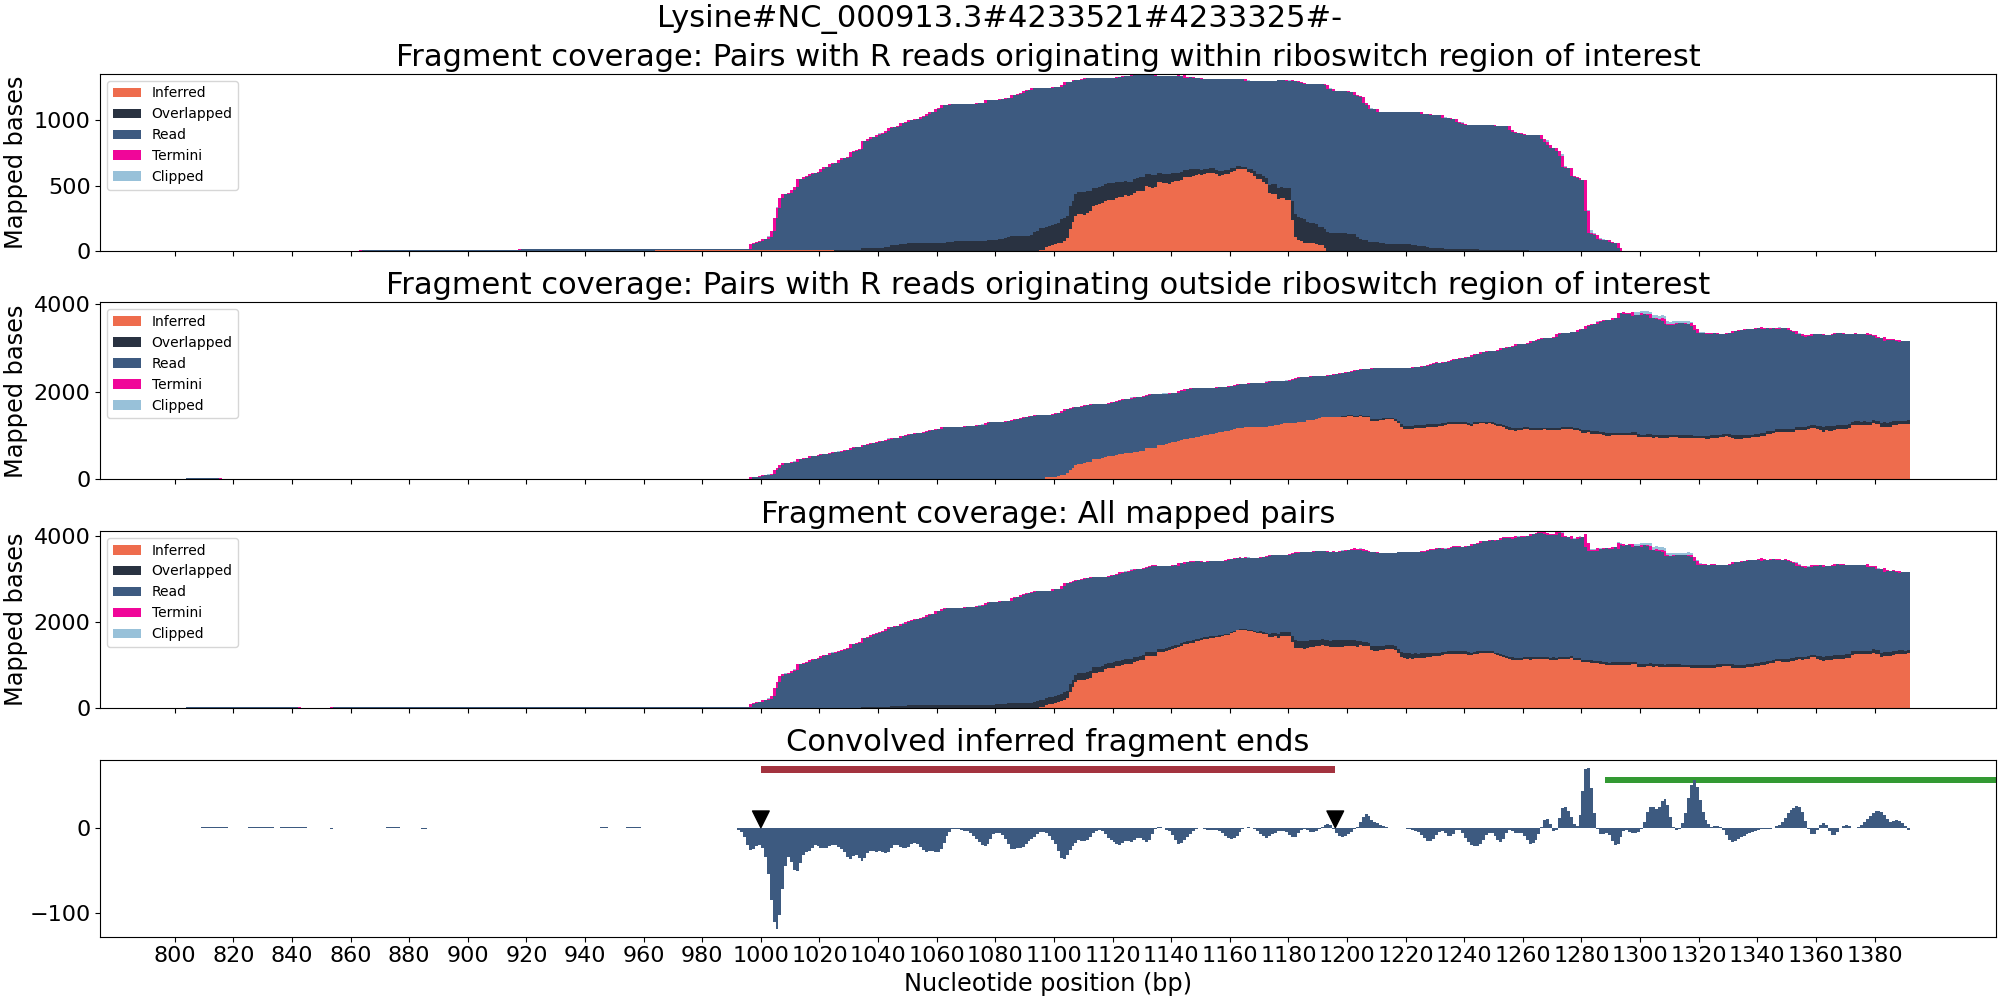 Lysine#NC_000913.3#4233521#4233325#-
Fragment coverage: Pairs with R reads originating within riboswitch region of interest
Mapped bases
1000
500
0
Inferred
Overlapped
Read
Termini
Clipped
Fragment coverage: Pairs with R reads originating outside riboswitch region of interest
Mapped bases
4000
2000
0
Inferred
Overlapped
Read
Termini
Clipped
Fragment coverage: All mapped pairs
Mapped bases
4000
2000
0
Inferred
Overlapped
Read
Termini
Clipped
Convolved inferred fragment ends
0
−100
800 820 840 860 880 900 920 940 960 980 1000 1020 1040 1060 1080 1100 1120 1140 1160 1180 1200 1220 1240 1260 1280 1300 1320 1340 1360 1380
Nucleotide position (bp)